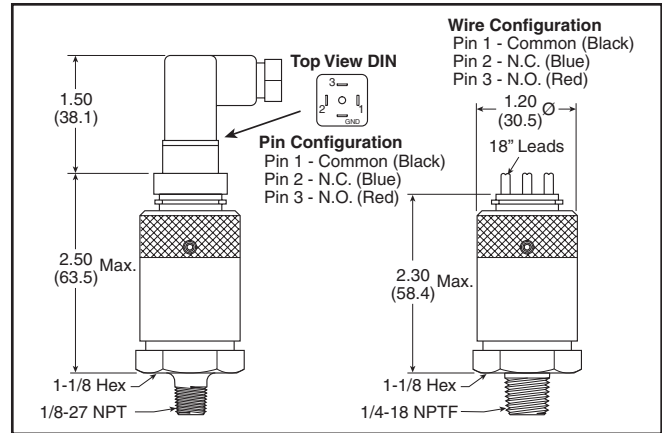 Top View DIN
3
2
1
GND
Pin Configuration
Pin 1 - Common (Black)
Pin 2 - N.C. (Blue)
Pin 3 - N.O. (Red)
1.50
(38.1)
2.50
(63.5)
Max.
1-1/8 Hex
1/8-27 NPT
Wire Configuration
Pin 1 - Common (Black)
Pin 2 - N.C. (Blue)
Pin 3 - N.O. (Red)
1.20
(30.5)
Ø
18" Leads
2.30
(58.4)
Max.
1-1/8 Hex
1/4-18 NPTF